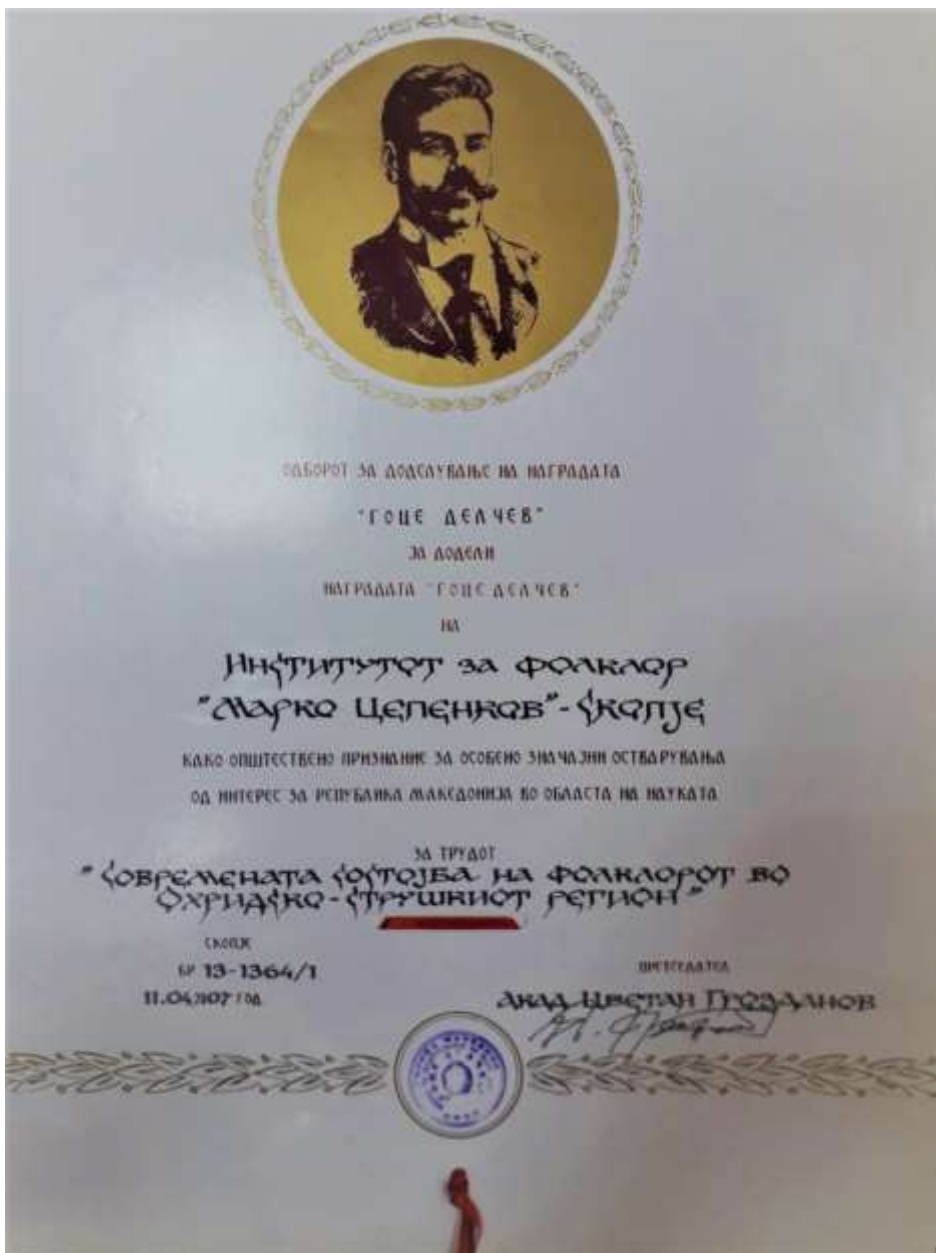 ОДБОРОТ ЗА ДОДЕЛУВАЊЕ НА НАГРАДАТА
"ГОЦЕ ДЕЛЧЕВ"
ЈА ДОДЕЛИ
НАГРАДАТА "ГОЦЕ ДЕЛЧЕВ"
НА
ИНСТИТУТОТ ЗА ФОЛКЛОР
"МАРКО ЦЕПЕНКОВ"-СКОПЈЕ
КАКО ОПШТЕСТВЕНО ПРИЗНАНИЕ ЗА ОСОБЕНО ЗНАЧАЈНИ ОСТВАРУВАЊА
ОД ИНТЕРЕС ЗА РЕПУБЛИКА МАКЕДОНИЈА ВО ОБЛАСТА НА НАУКАТА
ЗА ТРУДОТ
"СОВРЕМЕНАТА СОСТОЈБА НА ФОЛКЛОРОТ ВО
ОХРИДСКО-СТРУШКИОТ РЕГИОН"
СКОПЈЕ
БР 13-1364/1
ГОД
ПРЕТСЕДАТЕЛ
АКАД ЦВЕТАН ГРОЗДАНОВ